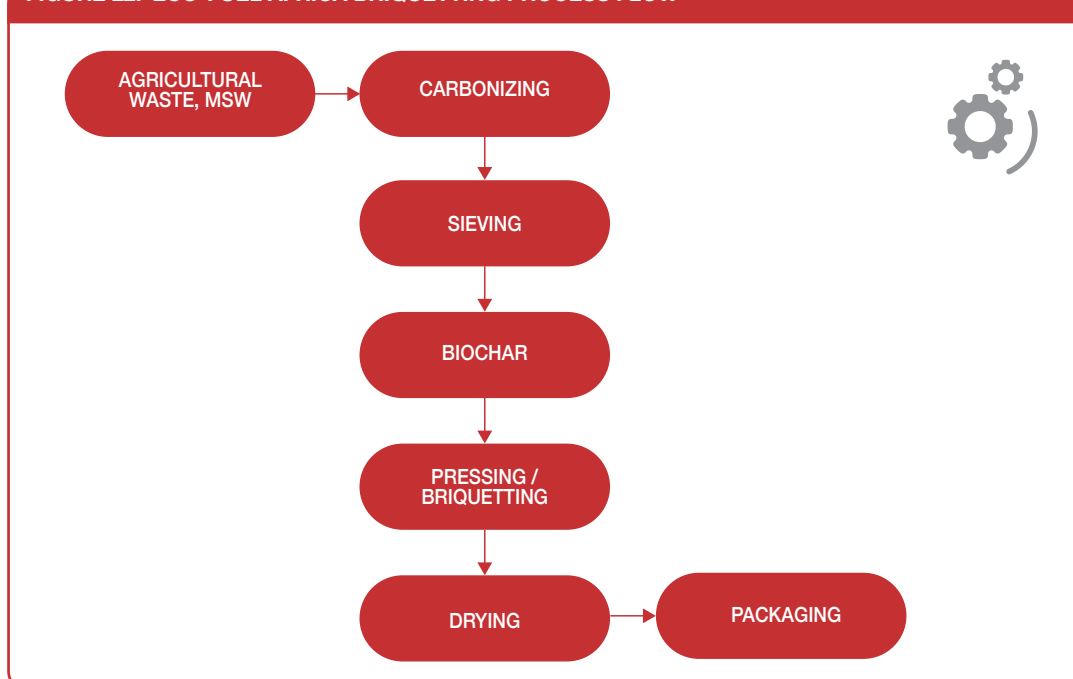 AGRICULTURAL
WASTE, MSW
CARBONIZING
SIEVING
BIOCHAR
PRESSING /
BRIQUETTING
DRYING
PACKAGING